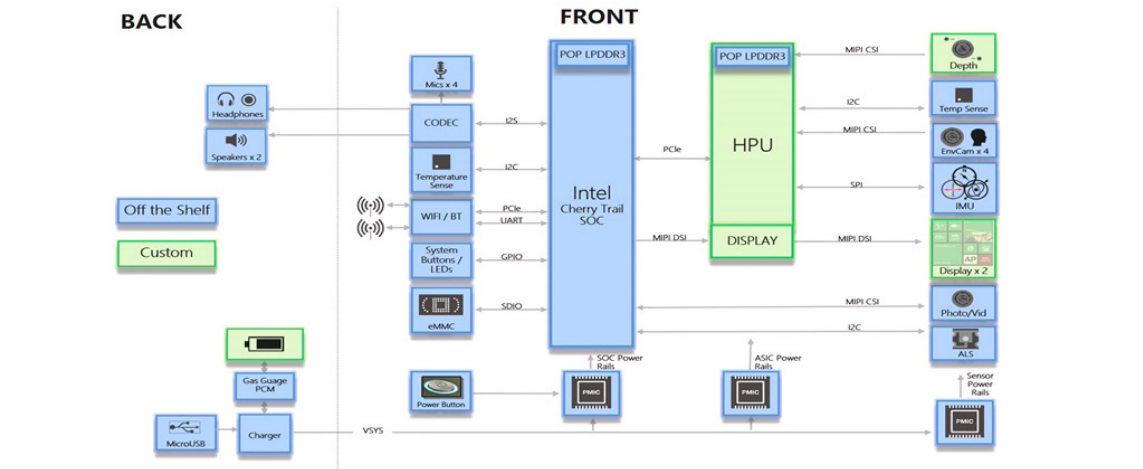 BACK
FRONT
POP LPDDR3
POP LPDDR3
MIPI CSI
Depth
Mics x 4
Headphones
CODEC
I2S
I2C
Temp Sense
MIPI CSI
EnvCam x 4
Speakers x 2
HPU
PCIe
Temperature
Sense
I2C
Intel
Cherry Trail
SOC
SPI
IMU
Off the Shelf
WIFI / BT
PCIe
UART
Custom
System
Buttons /
LEDs
GPIO
MIPI DSI
DISPLAY
MIPI DSI
AP
Display x 2
eMMC
SDIO
MIPI CSI
Photo/Vid
I2C
ALS
Gas Guage
PCM
Power Button
SOC Power
Rails
PMIC
ASIC Power
Rails
PMIC
Sensor
Power
Rails
PMIC
MicroUSB
Charger
VSYS